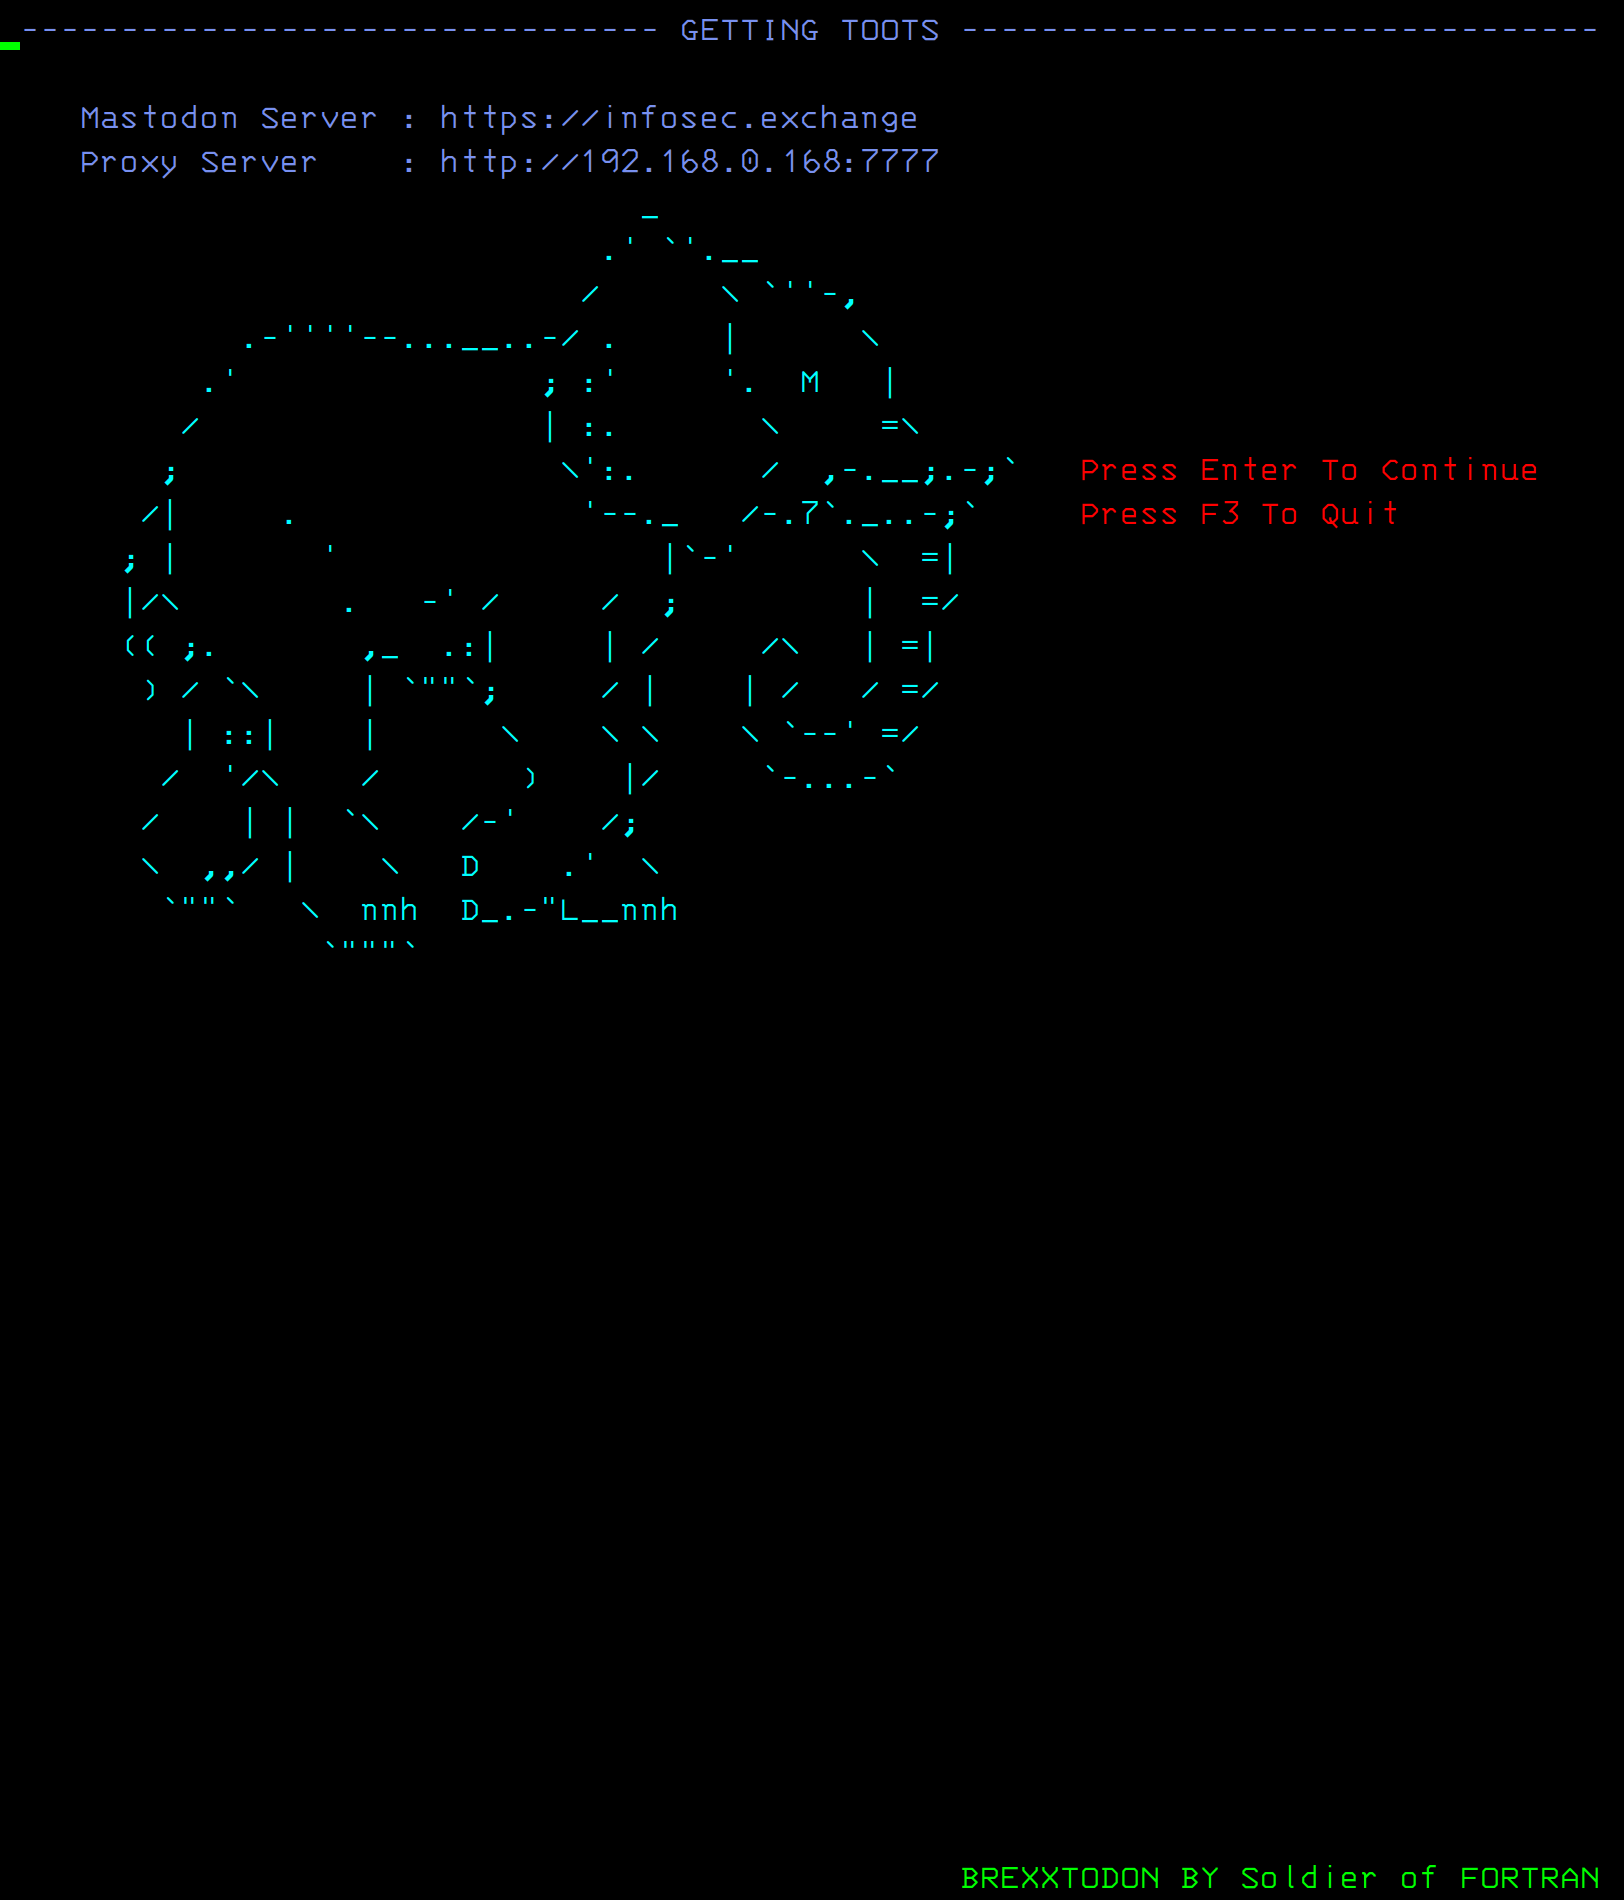 -------------------------------- GETTING TOOTS --------------------------------
Mastodon Server : https://infosec.exchange
Proxy Server    : http://192.168.0.168:7777
M
Press Enter To Continue
Press F3 To Quit
7
D
nnh D_.-"L__nnh
BREXXTODON BY Soldier of FORTRAN